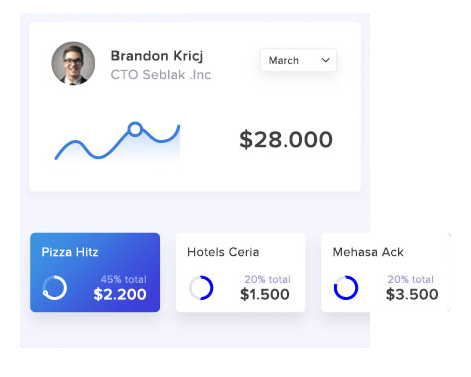 Brandon Kricj
CTO Seblak .Inc
March
$28.000
Pizza Hitz
45% total
$2.200
Hotels Ceria
20% total
$1.500
Mehasa Ack
20% total
$3.500